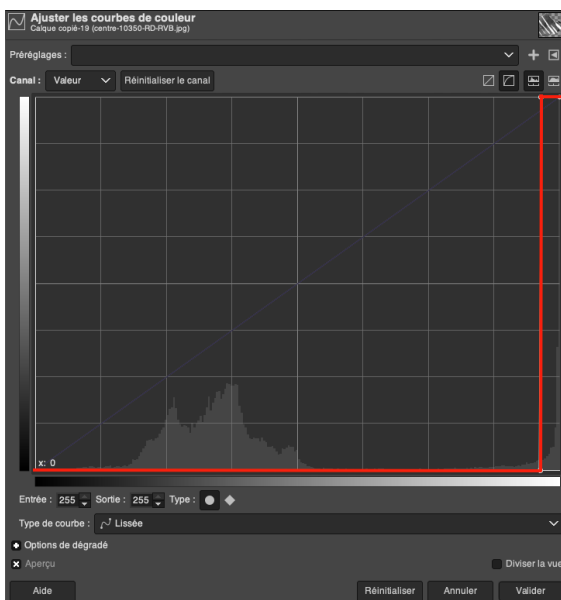 Ajuster les courbes de couleur
Calque copié-19 (centre-10350-RD-RVB.jpg)
Préréglages :
Canal : Valeur Réinitialiser le canal
x: 0
Entrée : 255 Sortie : 255 Type :
Type de courbe : Lissée
Options de dégradé
Aperçu Diviser la vue
Aide Réinitialiser Annuler Valider